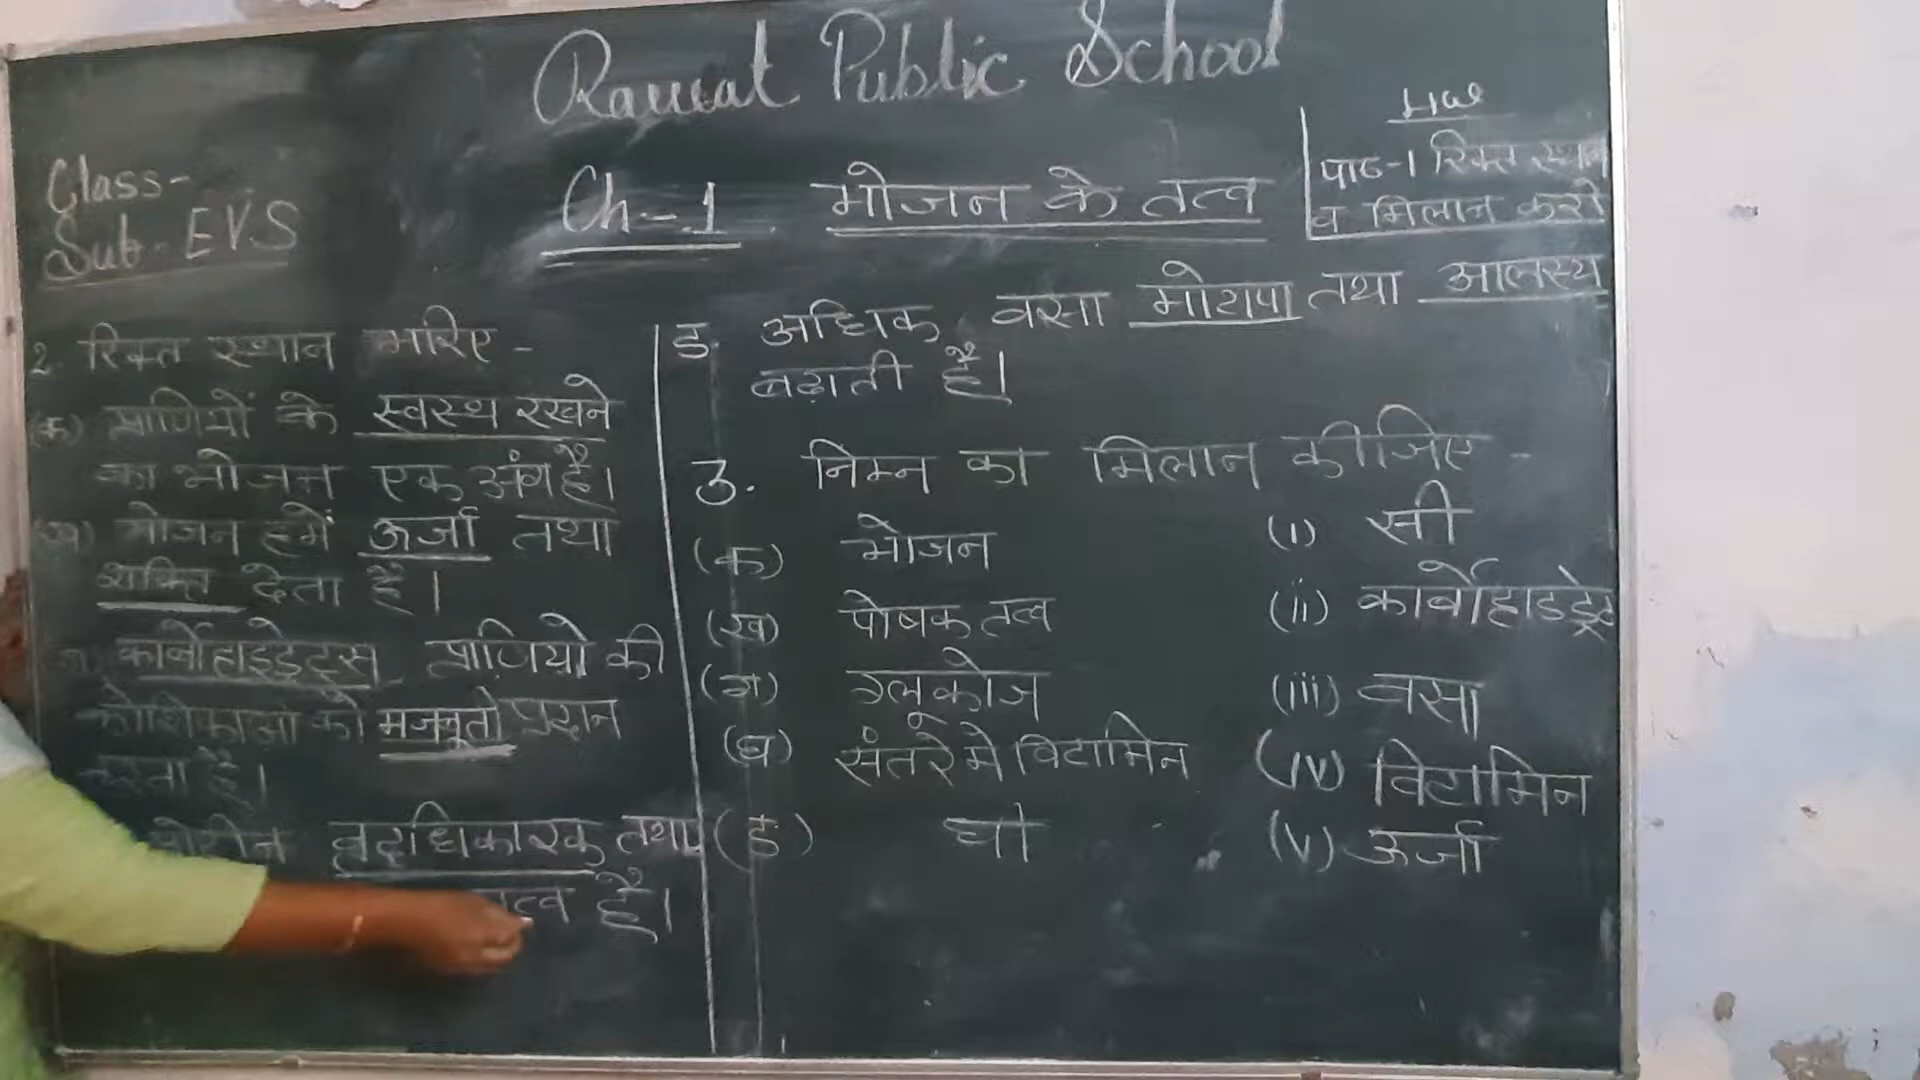 Rawat Public School
Class-
Sub- EVS
Ch-1 भोजन के तत्व
HW
पाठ-1 रिक्त स्थान
व मिलान करो
2. रिक्त स्थान भरिए -
(क) प्राणियों के स्वस्थ रखने
का भोजन एक अंग है।
(ख) भोजन हमें ऊर्जा तथा
शक्ति देता है।
कार्बोहाइड्रेट्स प्राणियो की
कोशिकाओ को मजबूती प्रदान
करता है।
वृद्धिकारक तथा
तत्व है।
ड. अधिक वसा मोटापा तथा आलस्य
बढ़ाती है।
3. निम्न का मिलान कीजिए -
(क) भोजन (i) सी
(ख) पोषक तत्व (ii) कार्बोहाडेड्रेट
(ग) ग्लूकोज (iii) वसा
(घ) संतरे मे विटामिन (iv) विटामिन
(ड.) घी (v) ऊर्जा